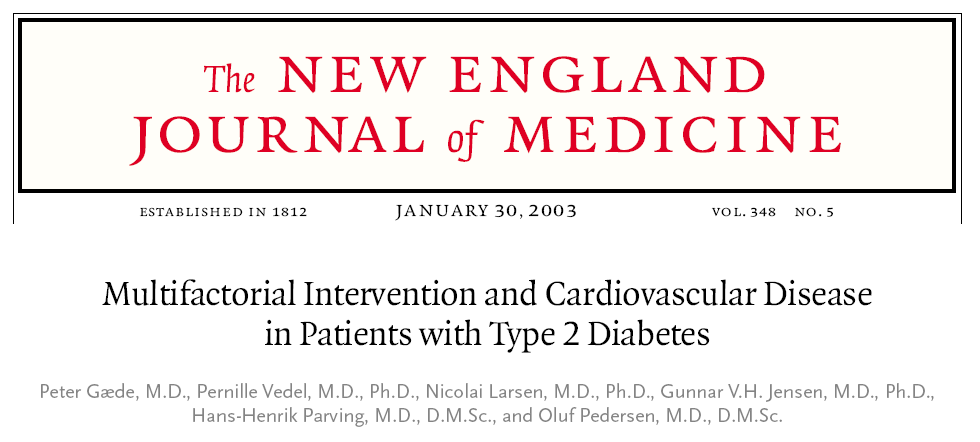 The NEW ENGLAND
JOURNAL of MEDICINE
ESTABLISHED IN 1812 JANUARY 30, 2003 VOL. 348 NO. 5
Multifactorial Intervention and Cardiovascular Disease
in Patients with Type 2 Diabetes
Peter Gæde, M.D., Pernille Vedel, M.D., Ph.D., Nicolai Larsen, M.D., Ph.D., Gunnar V.H. Jensen, M.D., Ph.D.,
Hans-Henrik Parving, M.D., D.M.Sc., and Oluf Pedersen, M.D., D.M.Sc.